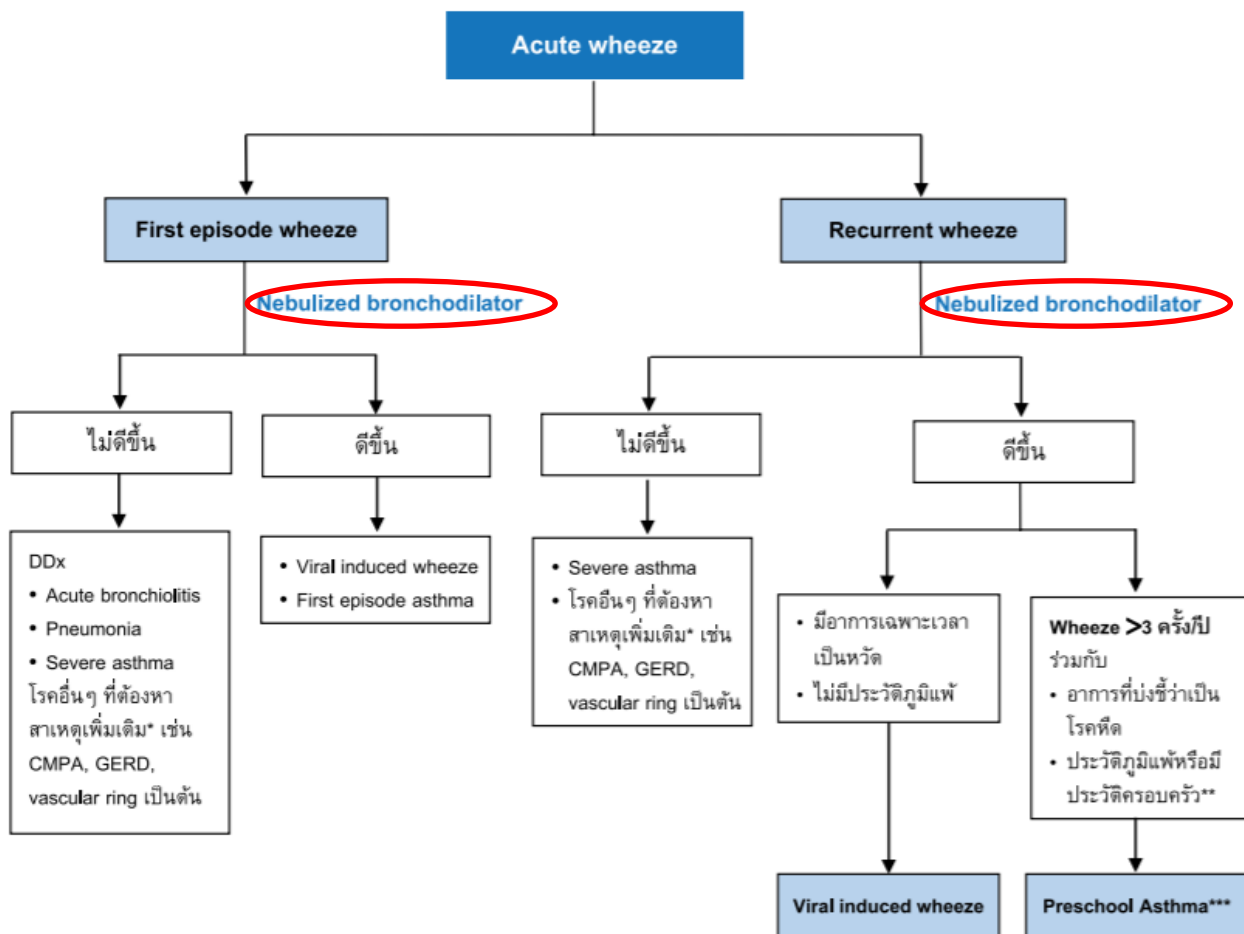 Acute wheeze
First episode wheeze
Recurrent wheeze
Nebulized bronchodilator
Nebulized bronchodilator
ไม่ดีขึ้น
ดีขึ้น
ไม่ดีขึ้น
ดีขึ้น
DDx
• Acute bronchiolitis
• Pneumonia
• Severe asthma
โรคอื่นๆ ที่ต้องหา
สาเหตุเพิ่มเติม* เช่น
CMPA, GERD,
vascular ring เป็นต้น
• Viral induced wheeze
• First episode asthma
• Severe asthma
• โรคอื่นๆ ที่ต้องหา
สาเหตุเพิ่มเติม* เช่น
CMPA, GERD,
vascular ring เป็นต้น
• มีอาการเฉพาะเวลา
เป็นหวัด
• ไม่มีประวัติภูมิแพ้
Wheeze >3 ครั้ง/ปี
ร่วมกับ
• อาการที่บ่งชี้ว่าเป็น
โรคหืด
• ประวัติภูมิแพ้หรือมี
ประวัติครอบครัว**
Viral induced wheeze
Preschool Asthma***